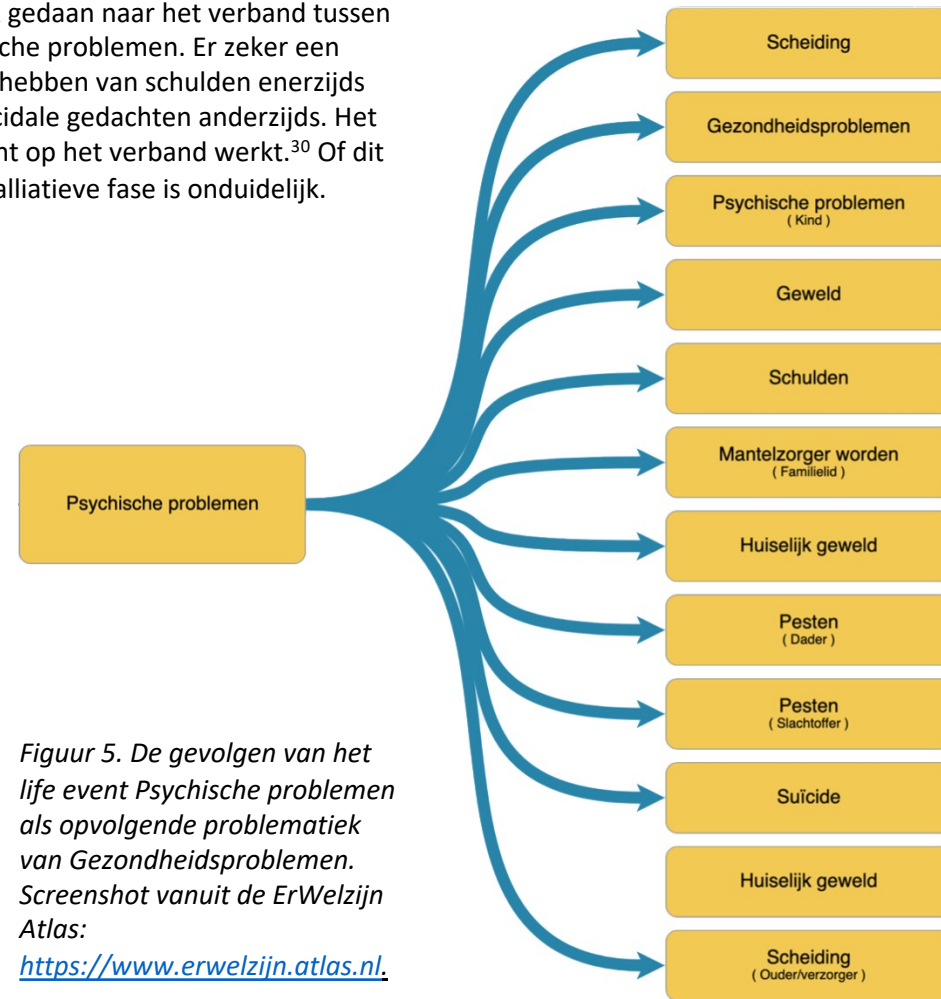 gedaan naar het verband tussen
che problemen. Er zeker een
hebben van schulden enerzijds
cidale gedachten anderzijds. Het
nt op het verband werkt.³⁰ Of dit
alliatieve fase is onduidelijk.
Psychische problemen
Scheiding
Gezondheidsproblemen
Psychische problemen
( Kind )
Geweld
Schulden
Mantelzorger worden
( Familielid )
Huiselijk geweld
Pesten
( Dader )
Pesten
( Slachtoffer )
Suïcide
Huiselijk geweld
Scheiding
( Ouder/verzorger )
Figuur 5. De gevolgen van het
life event Psychische problemen
als opvolgende problematiek
van Gezondheidsproblemen.
Screenshot vanuit de ErWelzijn
Atlas:
https://www.erwelzijn.atlas.nl.